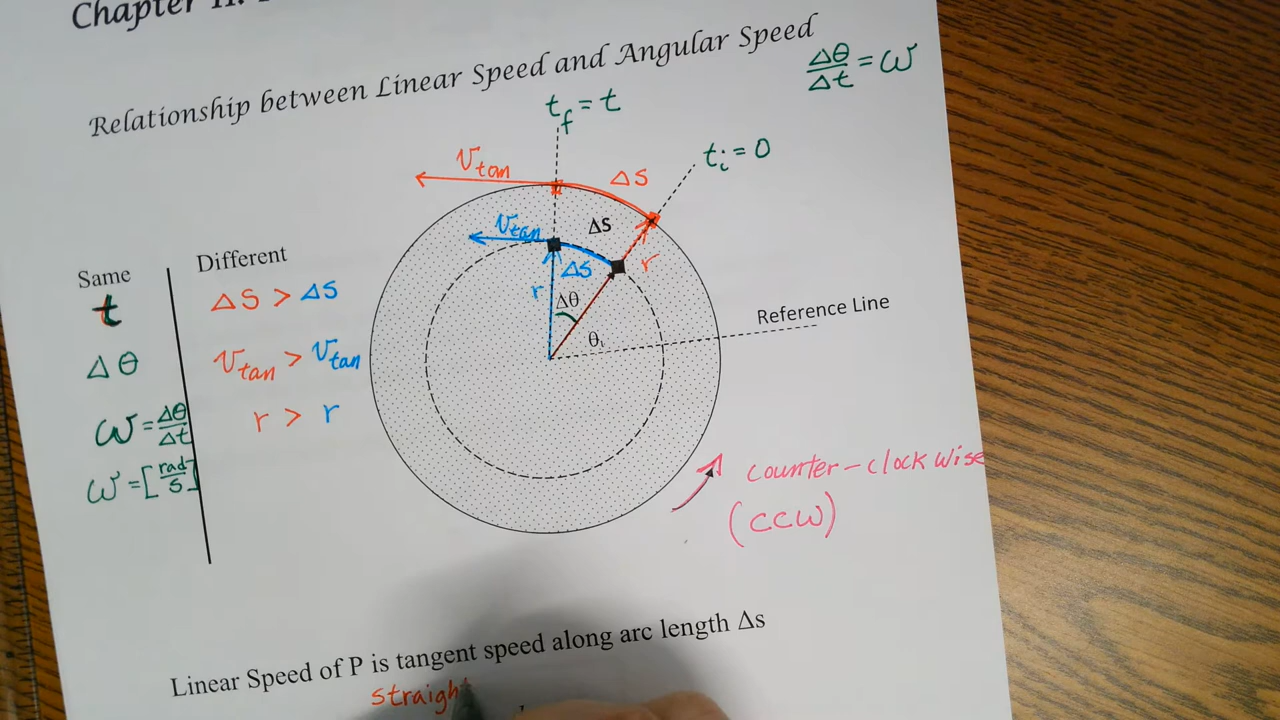 Chapter 11:
Relationship between Linear Speed and Angular Speed
Δθ/Δt = ω
t_f = t
t_i = 0
v_tan
Δs
v_tan
Δs
Δs
r
r
Δθ
θ_i
Reference Line
Same
Different
t
ΔS > ΔS
Δθ
v_tan > v_tan
ω = Δθ/Δt
r > r
ω = [rad/s]
counter-clockwise
(CCW)
Linear Speed of P is tangent speed along arc length Δs
straigh